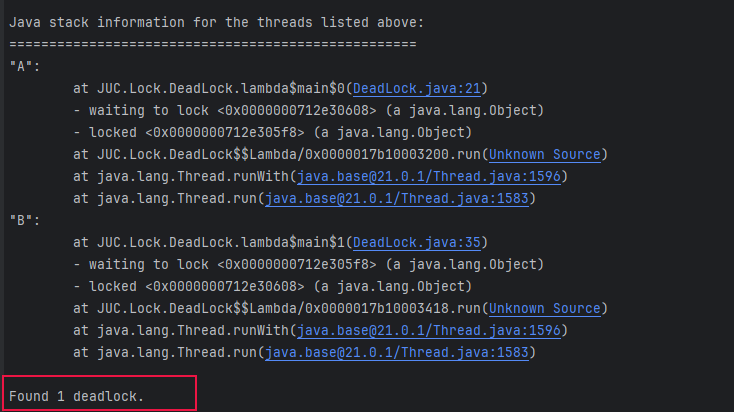 Java stack information for the threads listed above:
===================================================
"A":
        at JUC.Lock.DeadLock.lambda$main$0(DeadLock.java:21)
        - waiting to lock <0x0000000712e30608> (a java.lang.Object)
        - locked <0x0000000712e305f8> (a java.lang.Object)
        at JUC.Lock.DeadLock$$Lambda/0x0000017b10003200.run(Unknown Source)
        at java.lang.Thread.runWith(java.base@21.0.1/Thread.java:1596)
        at java.lang.Thread.run(java.base@21.0.1/Thread.java:1583)
"B":
        at JUC.Lock.DeadLock.lambda$main$1(DeadLock.java:35)
        - waiting to lock <0x0000000712e305f8> (a java.lang.Object)
        - locked <0x0000000712e30608> (a java.lang.Object)
        at JUC.Lock.DeadLock$$Lambda/0x0000017b10003418.run(Unknown Source)
        at java.lang.Thread.runWith(java.base@21.0.1/Thread.java:1596)
        at java.lang.Thread.run(java.base@21.0.1/Thread.java:1583)
Found 1 deadlock.